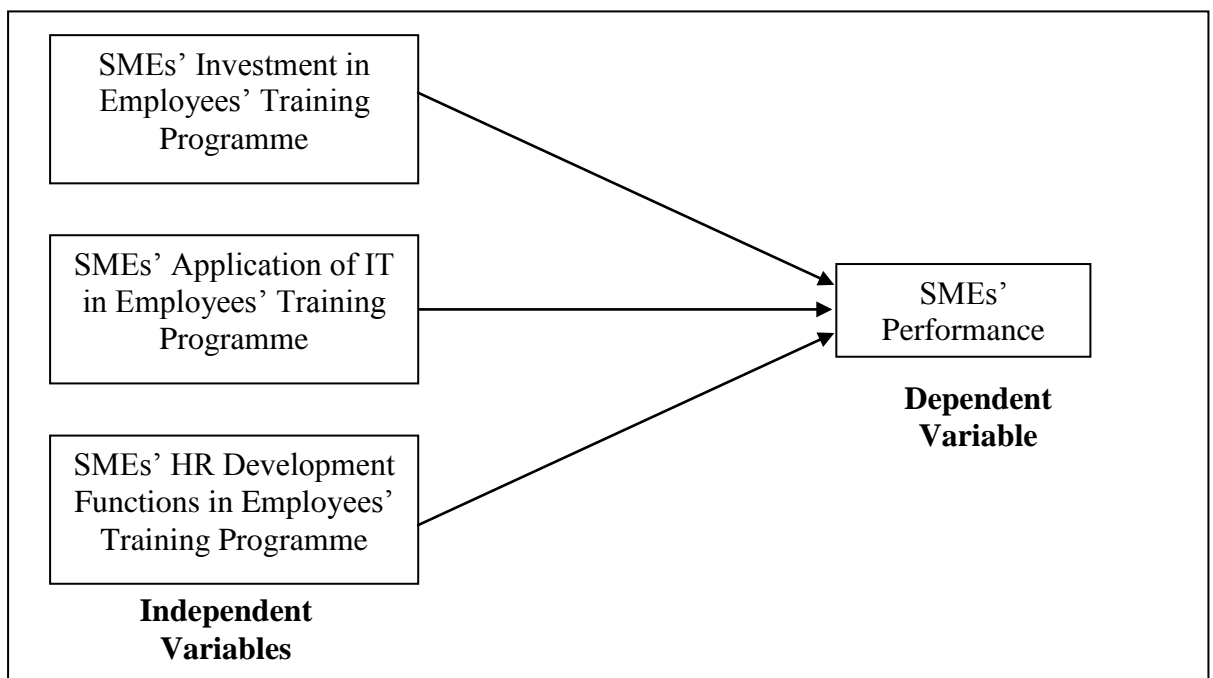 SMEs’ Investment in
Employees’ Training
Programme
SMEs’ Application of IT
in Employees’ Training
Programme
SMEs’ HR Development
Functions in Employees’
Training Programme
Independent
Variables
SMEs’
Performance
Dependent
Variable